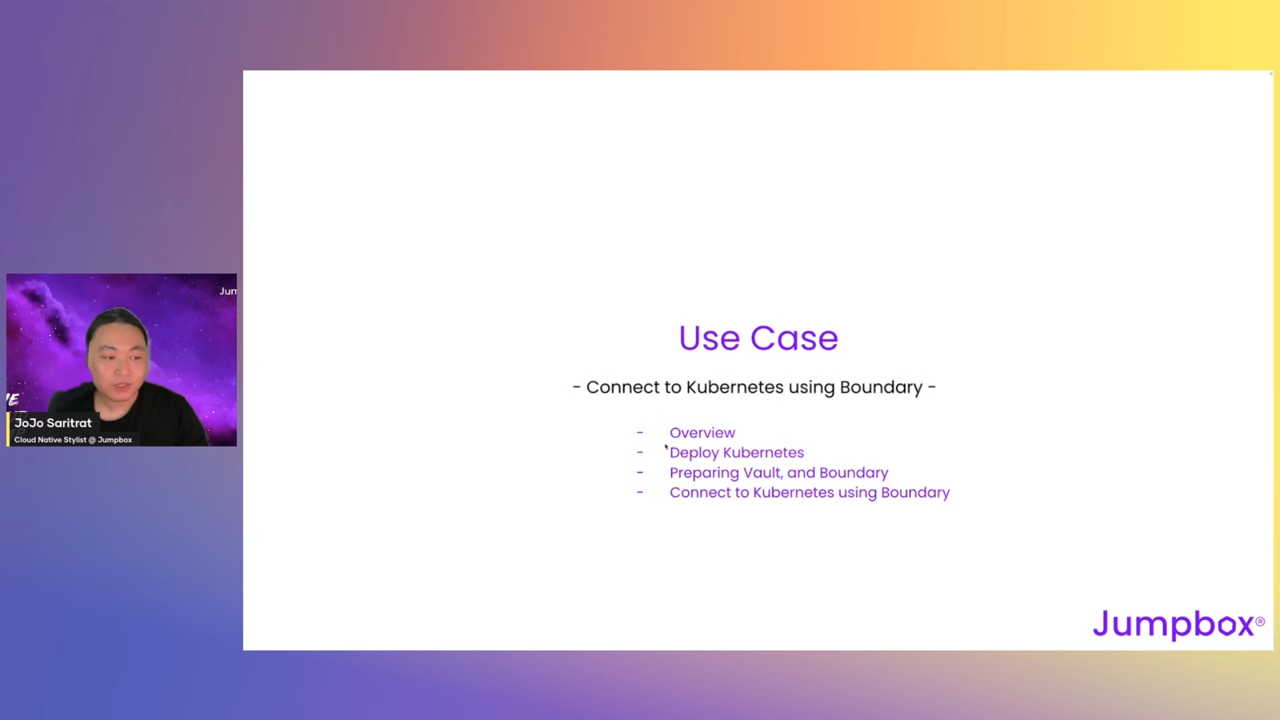 Use Case
- Connect to Kubernetes using Boundary -
- Overview
- Deploy Kubernetes
- Preparing Vault, and Boundary
- Connect to Kubernetes using Boundary
Jum
JoJo Saritrat
Cloud Native Stylist @ Jumpbox
Jumpbox®